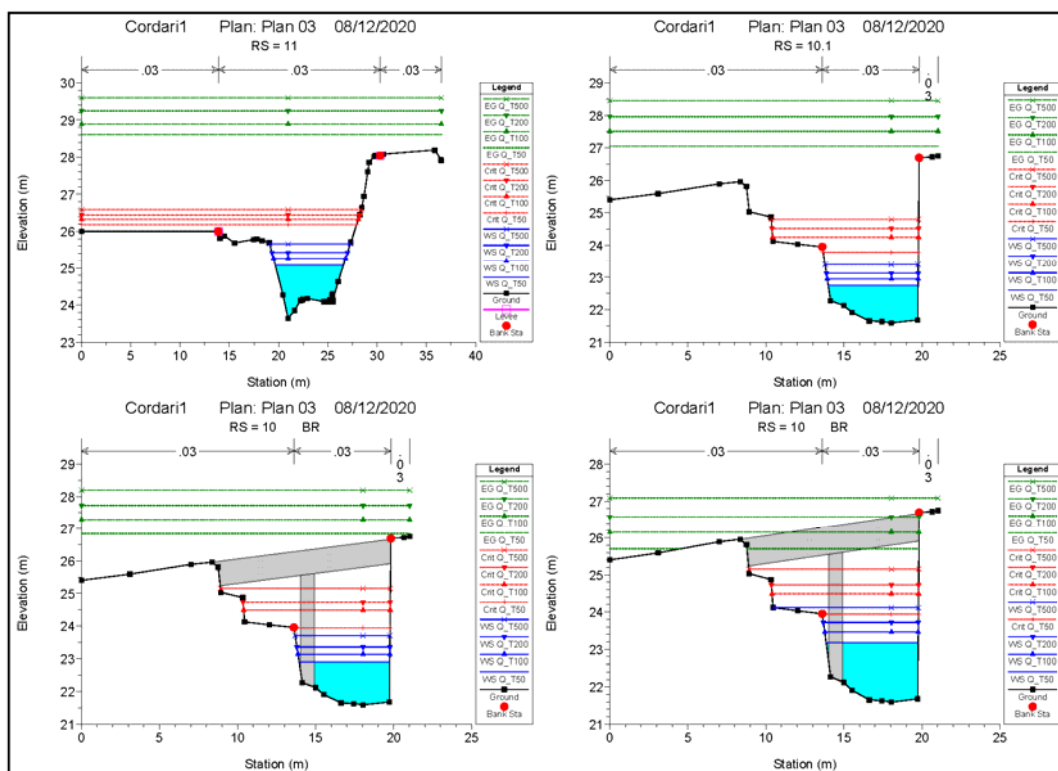 Cordari1 Plan: Plan 03 08/12/2020
RS = 11
.03 .03 .03
Elevation (m)
30
29
28
27
26
25
24
23
0 5 10 15 20 25 30 35 40
Station (m)
Legend
EG Q_T500
EG Q_T200
EG Q_T100
EG Q_T50
Crit Q_T500
Crit Q_T200
Crit Q_T100
Crit Q_T50
WS Q_T500
WS Q_T200
WS Q_T100
WS Q_T50
Ground
Levee
Bank Sta
Cordari1 Plan: Plan 03 08/12/2020
RS = 10.1
.03 .03 .03
Elevation (m)
29
28
27
26
25
24
23
22
21
0 5 10 15 20 25
Station (m)
Legend
EG Q_T500
EG Q_T200
EG Q_T100
EG Q_T50
Crit Q_T500
Crit Q_T200
Crit Q_T100
Crit Q_T50
WS Q_T500
WS Q_T200
WS Q_T100
WS Q_T50
Ground
Bank Sta
Cordari1 Plan: Plan 03 08/12/2020
RS = 10 BR
.03 .03 .03
Elevation (m)
29
28
27
26
25
24
23
22
21
0 5 10 15 20 25
Station (m)
Legend
EG Q_T500
EG Q_T200
EG Q_T100
EG Q_T50
Crit Q_T500
Crit Q_T200
Crit Q_T100
Crit Q_T50
WS Q_T500
WS Q_T200
WS Q_T100
WS Q_T50
Ground
Bank Sta
Cordari1 Plan: Plan 03 08/12/2020
RS = 10 BR
.03 .03 .03
Elevation (m)
28
27
26
25
24
23
22
21
0 5 10 15 20 25
Station (m)
Legend
EG Q_T500
EG Q_T200
EG Q_T100
EG Q_T50
Crit Q_T500
Crit Q_T200
Crit Q_T100
WS Q_T500
Crit Q_T50
WS Q_T200
WS Q_T100
WS Q_T50
Ground
Bank Sta